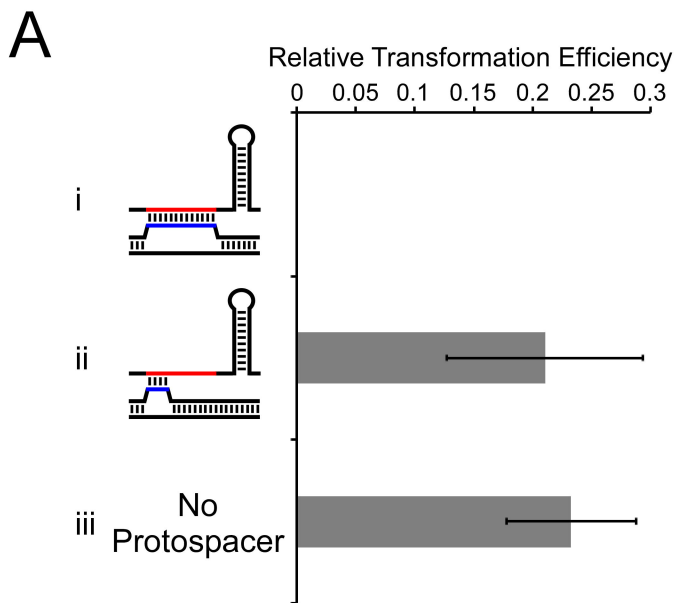 A
Relative Transformation Efficiency
0 0.05 0.1 0.15 0.2 0.25 0.3
i
ii
iii
No
Protospacer